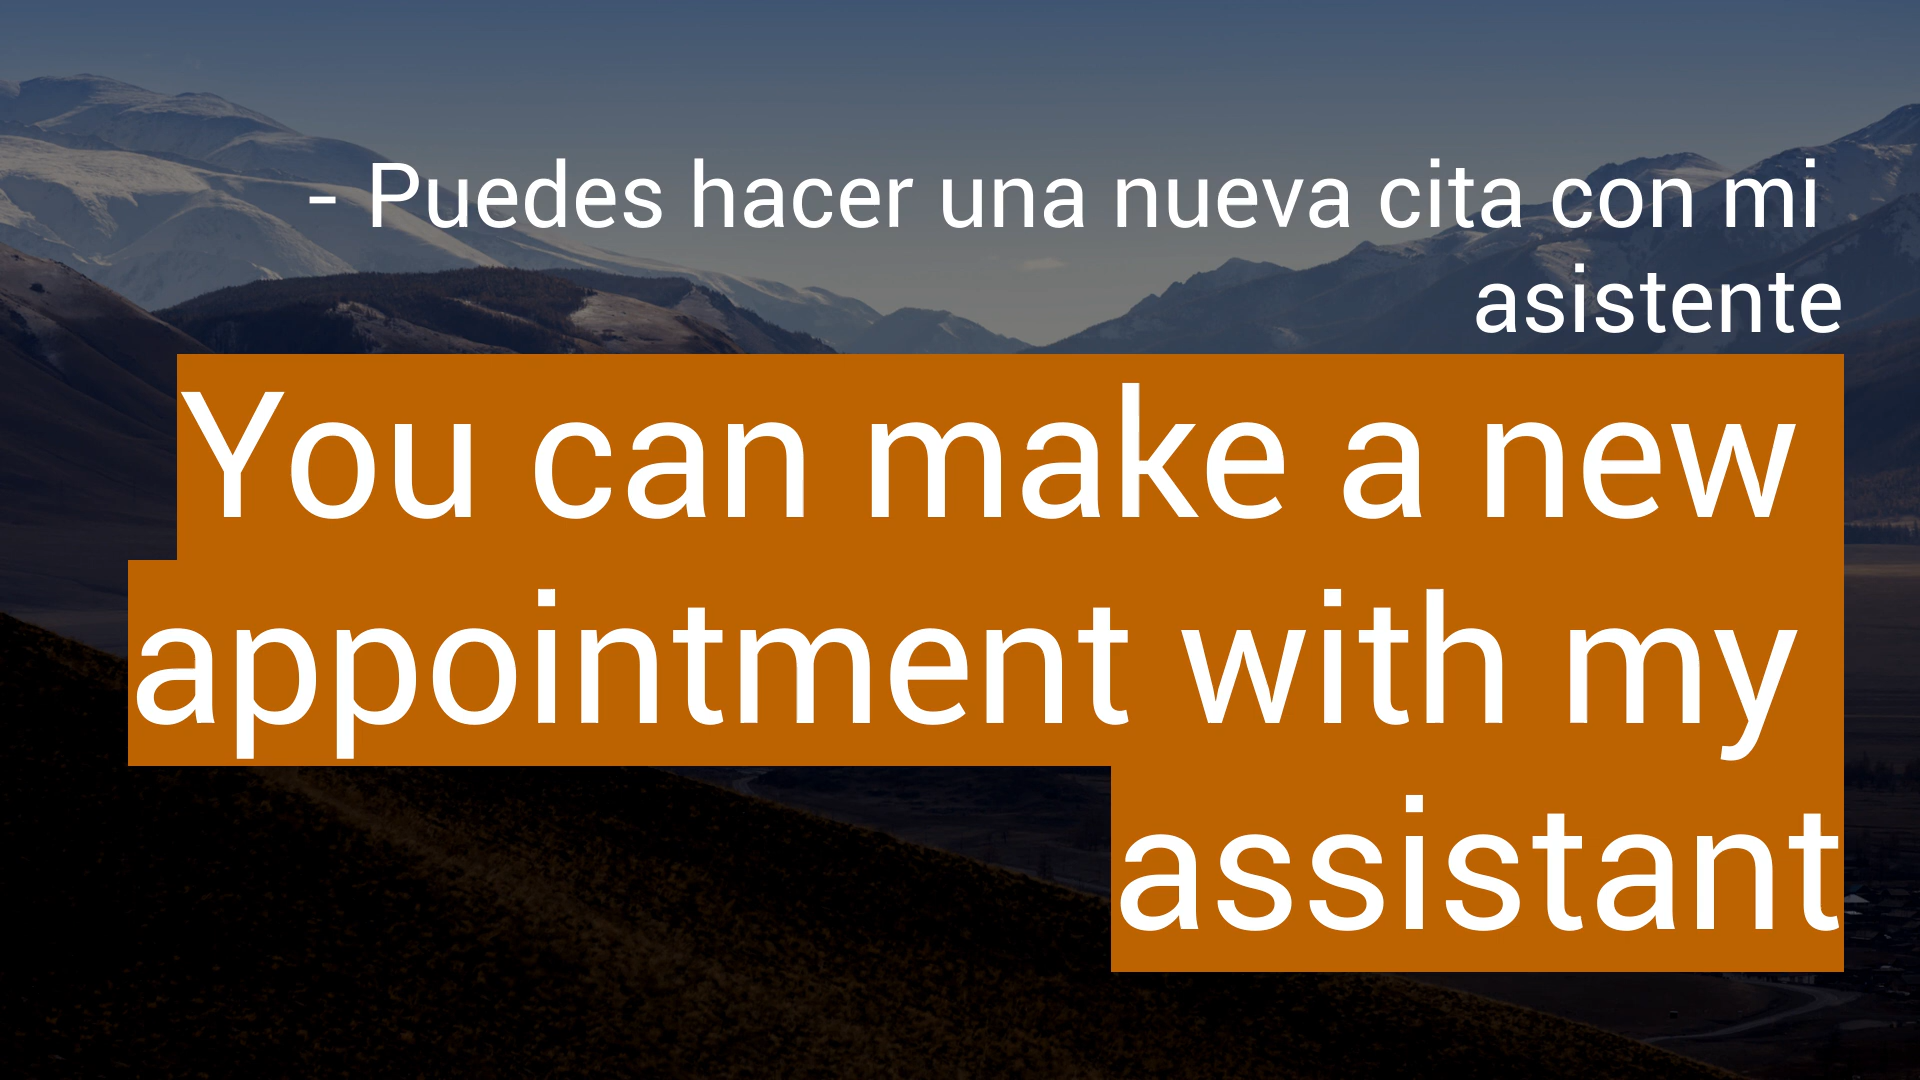 - Puedes hacer una nueva cita con mi
asistente
You can make a new
appointment with my
assistant